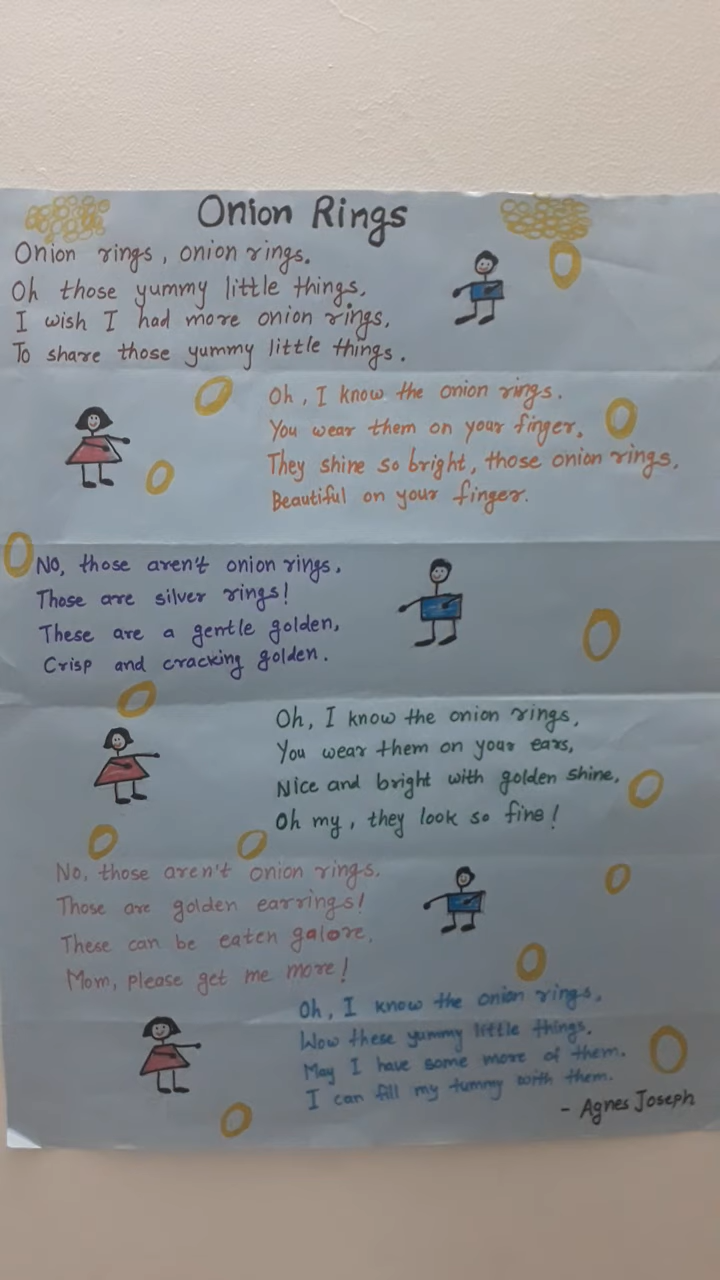 Onion Rings
Onion rings, onion rings.
Oh those yummy little things,
I wish I had more onion rings,
To share those yummy little things.
Oh, I know the onion rings.
You wear them on your finger,
They shine so bright, those onion rings,
Beautiful on your finger.
No, those aren't onion rings,
Those are silver rings!
These are a gentle golden,
Crisp and cracking golden.
Oh, I know the onion rings,
You wear them on your ears,
Nice and bright with golden shine,
Oh my, they look so fine!
No, those aren't onion rings,
Those are golden earrings!
These can be eaten galore,
Mom, please get me more!
Oh, I know the onion rings,
Wow these yummy little things.
May I have some more of them.
I can fill my tummy with them.
- Agnes Joseph